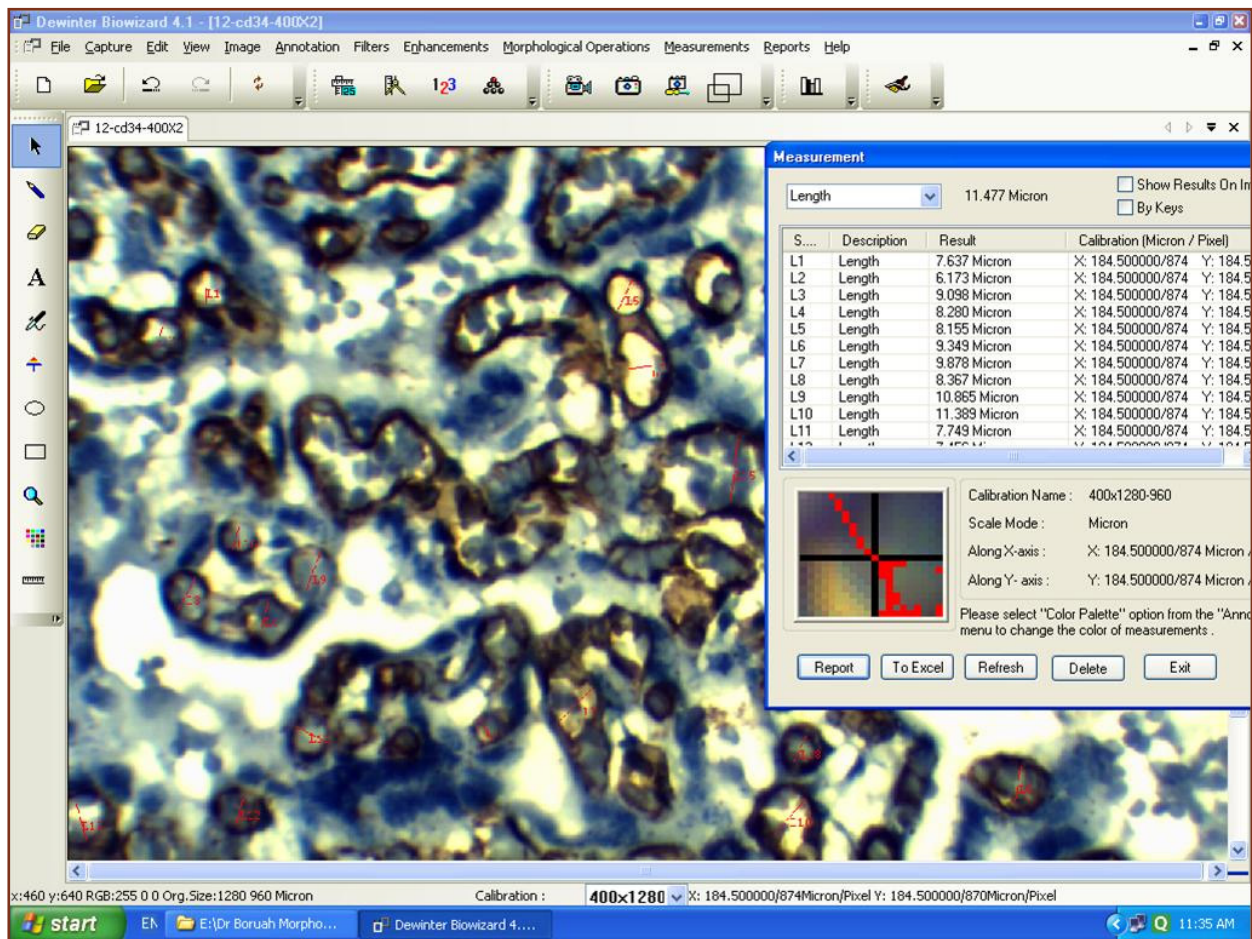 Dewinter Biowizard 4.1 - [12-cd34-400X2]
File Capture Edit View Image Annotation Filters Enhancements Morphological Operations Measurements Reports Help
123
12-cd34-400X2
A
Measurement
Length 11.477 Micron
Show Results On Im
By Keys
S.... Description Result Calibration (Micron / Pixel)
L1 Length 7.637 Micron X: 184.500000/874 Y: 184.5
L2 Length 6.173 Micron X: 184.500000/874 Y: 184.5
L3 Length 9.098 Micron X: 184.500000/874 Y: 184.5
L4 Length 8.280 Micron X: 184.500000/874 Y: 184.5
L5 Length 8.155 Micron X: 184.500000/874 Y: 184.5
L6 Length 9.349 Micron X: 184.500000/874 Y: 184.5
L7 Length 9.878 Micron X: 184.500000/874 Y: 184.5
L8 Length 8.367 Micron X: 184.500000/874 Y: 184.5
L9 Length 10.865 Micron X: 184.500000/874 Y: 184.5
L10 Length 11.389 Micron X: 184.500000/874 Y: 184.5
L11 Length 7.749 Micron X: 184.500000/874 Y: 184.5
Calibration Name : 400x1280-960
Scale Mode : Micron
Along X-axis : X: 184.500000/874 Micron /
Along Y- axis : Y: 184.500000/874 Micron /
Please select "Color Palette" option from the "Anno
menu to change the color of measurements .
Report To Excel Refresh Delete Exit
L1
L5
L9
x:460 y:640 RGB:255 0 0 Org.Size:1280 960 Micron Calibration : 400x1280 X: 184.500000/874Micron/Pixel Y: 184.500000/870Micron/Pixel
start EN E:\Dr Boruah Morpho... Dewinter Biowizard 4.... Q 11:35 AM